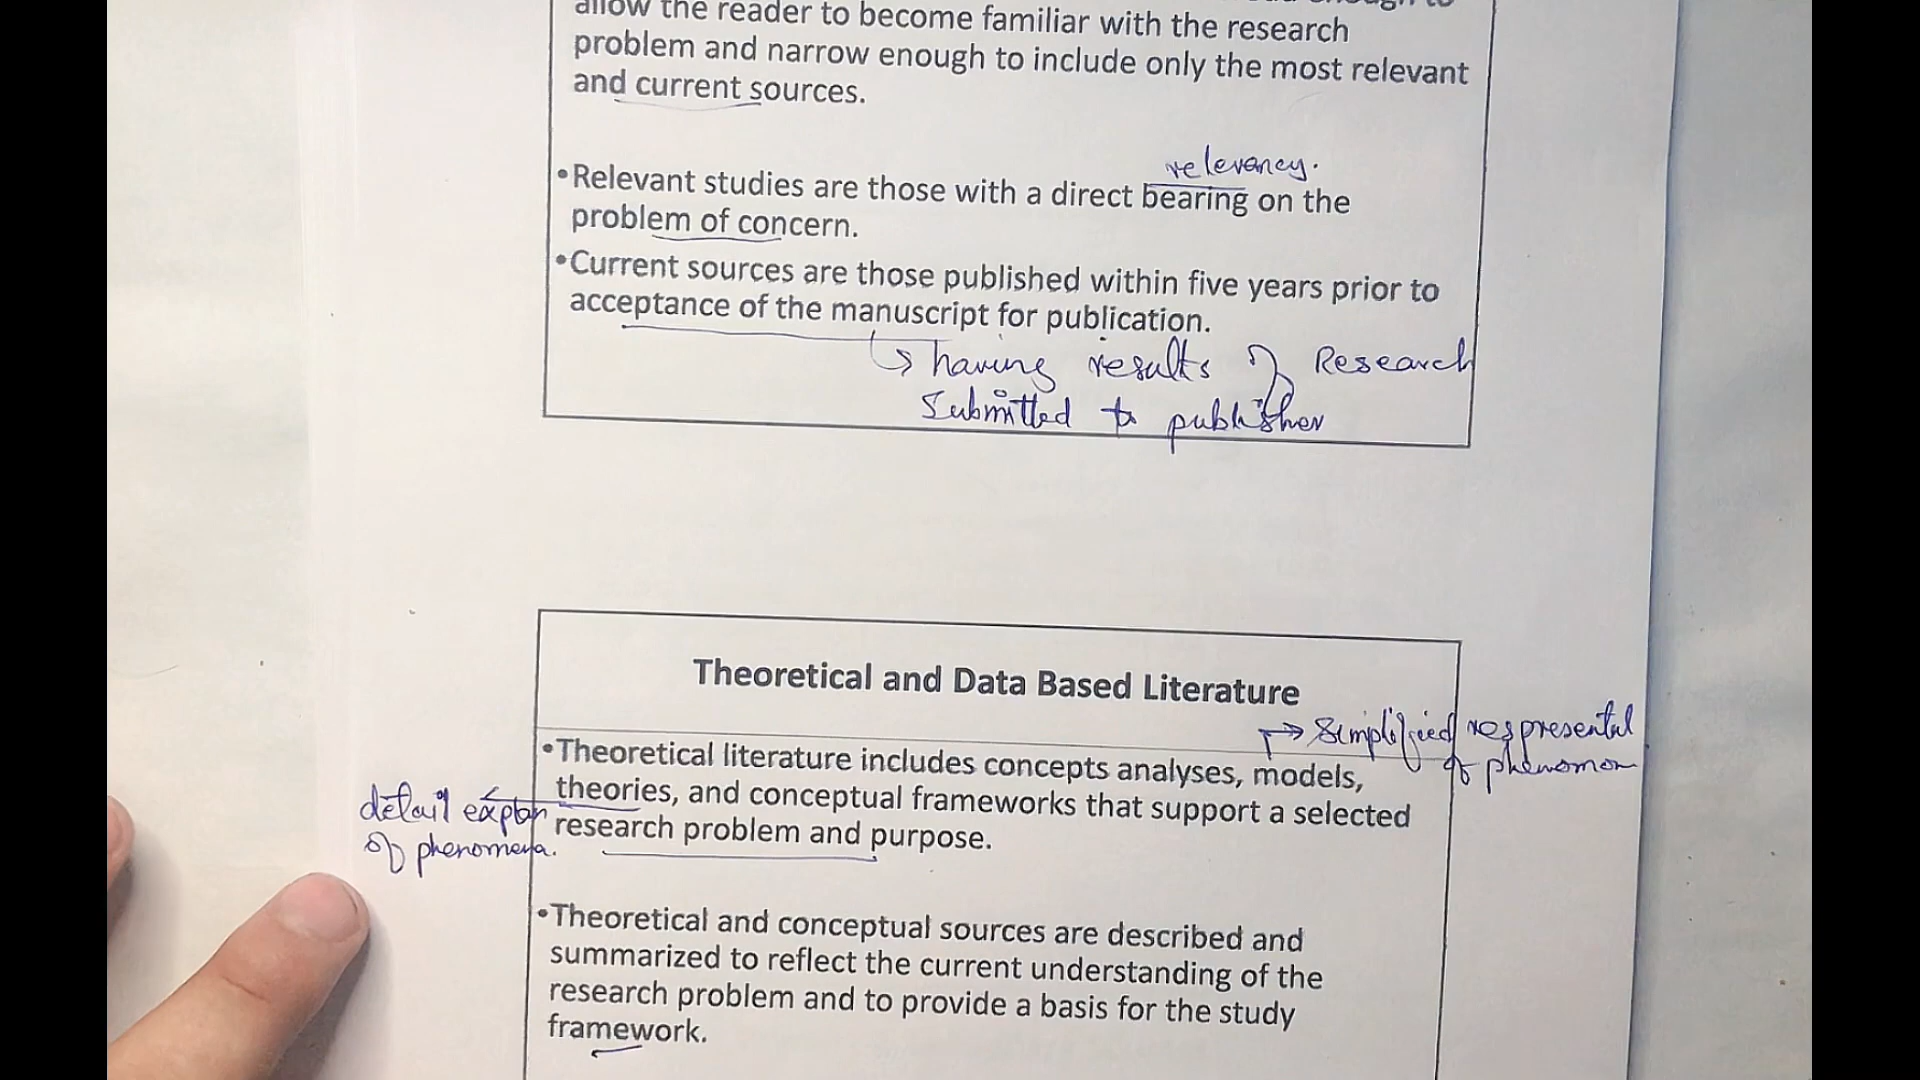 allow the reader to become familiar with the research
problem and narrow enough to include only the most relevant
and current sources.
relevancy.
•Relevant studies are those with a direct bearing on the
problem of concern.
•Current sources are those published within five years prior to
acceptance of the manuscript for publication.
↳ having results of Research
Submitted to publisher
Theoretical and Data Based Literature
→ Simplified
of
•Theoretical literature includes concepts analyses, models,
theories, and conceptual frameworks that support a selected
research problem and purpose.
detail
of phenomena.
•Theoretical and conceptual sources are described and
summarized to reflect the current understanding of the
research problem and to provide a basis for the study
framework.